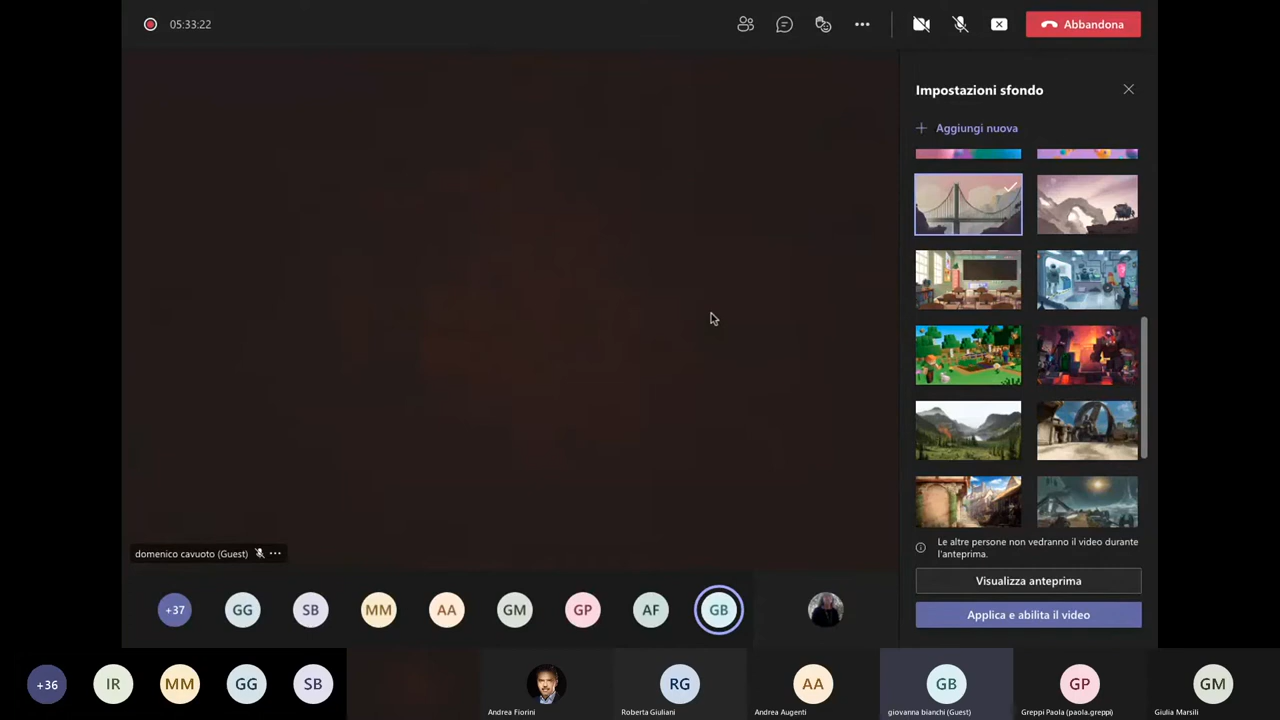 05:33:22
Abbandona
Impostazioni sfondo
Aggiungi nuova
Le altre persone non vedranno il video durante
l'anteprima.
Visualizza anteprima
Applica e abilita il video
domenico cavuoto (Guest)
+37
GG
SB
MM
AA
GM
GP
AF
GB
+36
IR
MM
GG
SB
Andrea Fiorini
RG
Roberta Giuliani
AA
Andrea Augenti
GB
giovanna bianchi (Guest)
GP
Greppi Paola (paola.greppi)
GM
Giulia Marsili